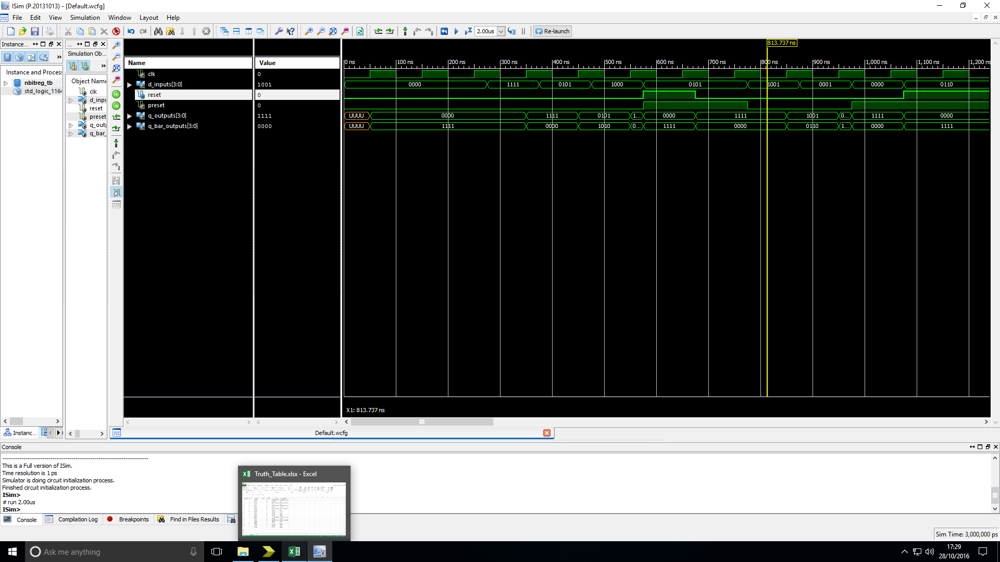 ISim (P.20131013) - [Default.wcfg]
File Edit View Simulation Window Layout Help
2.00us
Re-launch
Instance...
...
Simulation Ob...
Instance and Process
nbitreg_tb
std_logic_1164
Object Name
clk
d_inpu
reset
preset
q_outp
q_bar_
Name Value
clk 0
d_inputs[3:0] 1001
reset 0
preset 0
q_outputs[3:0] 1111
q_bar_outputs[3:0] 0000
813.737 ns
0 ns 100 ns 200 ns 300 ns 400 ns 500 ns 600 ns 700 ns 800 ns 900 ns 1,000 ns 1,100 ns 1,200 ns
0000 1111 0101 1000 0101 1001 0001 0000 0110
UUUU 0000 1111 0101 1... 0000 1111 1001 0... 1111 0000
UUUU 1111 0000 1010 0... 1111 0000 0110 1... 0000 1111
X1: 813.737 ns
Instanc...
Default.wcfg
Console
This is a Full version of ISim.
Time resolution is 1 ps
Simulator is doing circuit initialization process.
Finished circuit initialization process.
ISim>
# run 2.00us
ISim>
Console Compilation Log Breakpoints Find in Files Results
Truth_Table.xlsx - Excel
Sim Time: 3,000,000 ps
Ask me anything
17:29
28/10/2016